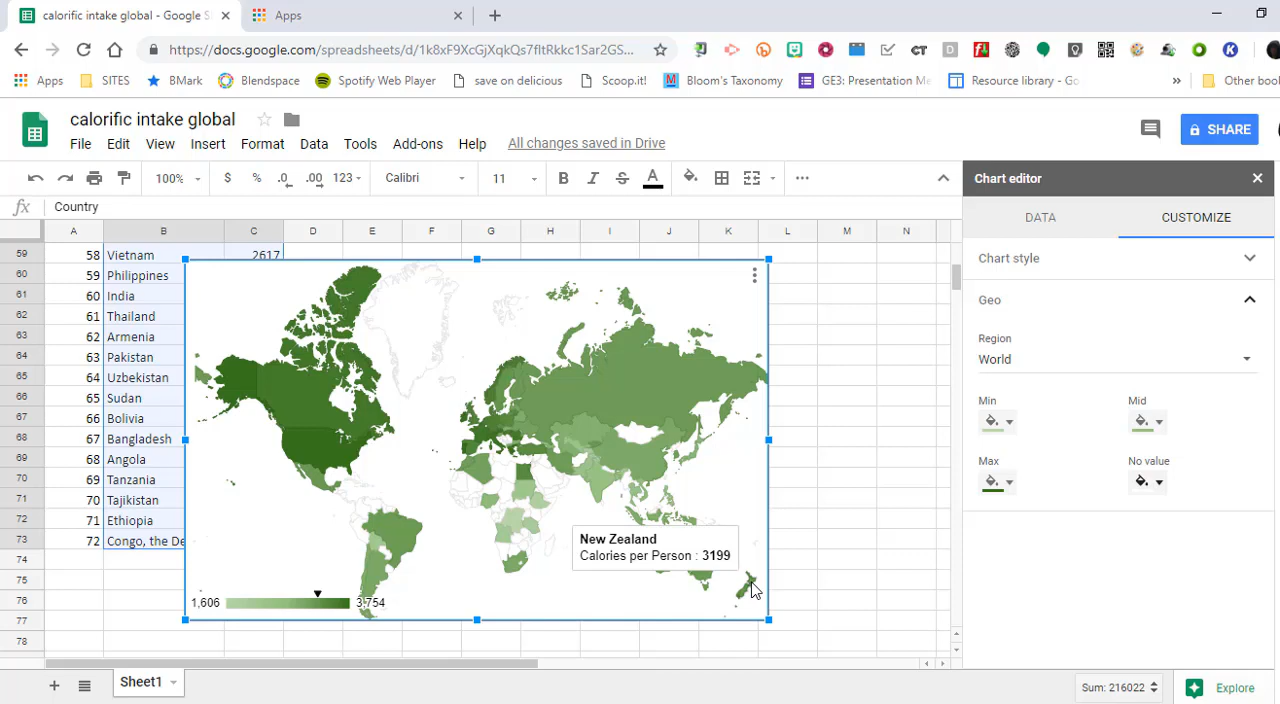 calorific intake global - Google S
Apps
https://docs.google.com/spreadsheets/d/1k8xF9XcGjXqkQs7fltRkkc1Sar2GS...
Apps SITES BMark Blendspace Spotify Web Player save on delicious Scoop.it! Bloom's Taxonomy GE3: Presentation Me Resource library - Go » Other bool
calorific intake global
File Edit View Insert Format Data Tools Add-ons Help All changes saved in Drive
SHARE
100% $ % .0 .00 123 Calibri 11 B I S A ...
Chart editor
fx Country
DATA CUSTOMIZE
A B C D E F G H I J K L M N
59 58 Vietnam 2617
60 59 Philippines
61 60 India
62 61 Thailand
63 62 Armenia
64 63 Pakistan
65 64 Uzbekistan
66 65 Sudan
67 66 Bolivia
68 67 Bangladesh
69 68 Angola
70 69 Tanzania
71 70 Tajikistan
72 71 Ethiopia
73 72 Congo, the De
74
75
76
77
78
New Zealand
Calories per Person : 3199
1,606 3,754
Chart style
Geo
Region
World
Min Mid
Max No value
+ Sheet1
Sum: 216022
Explore